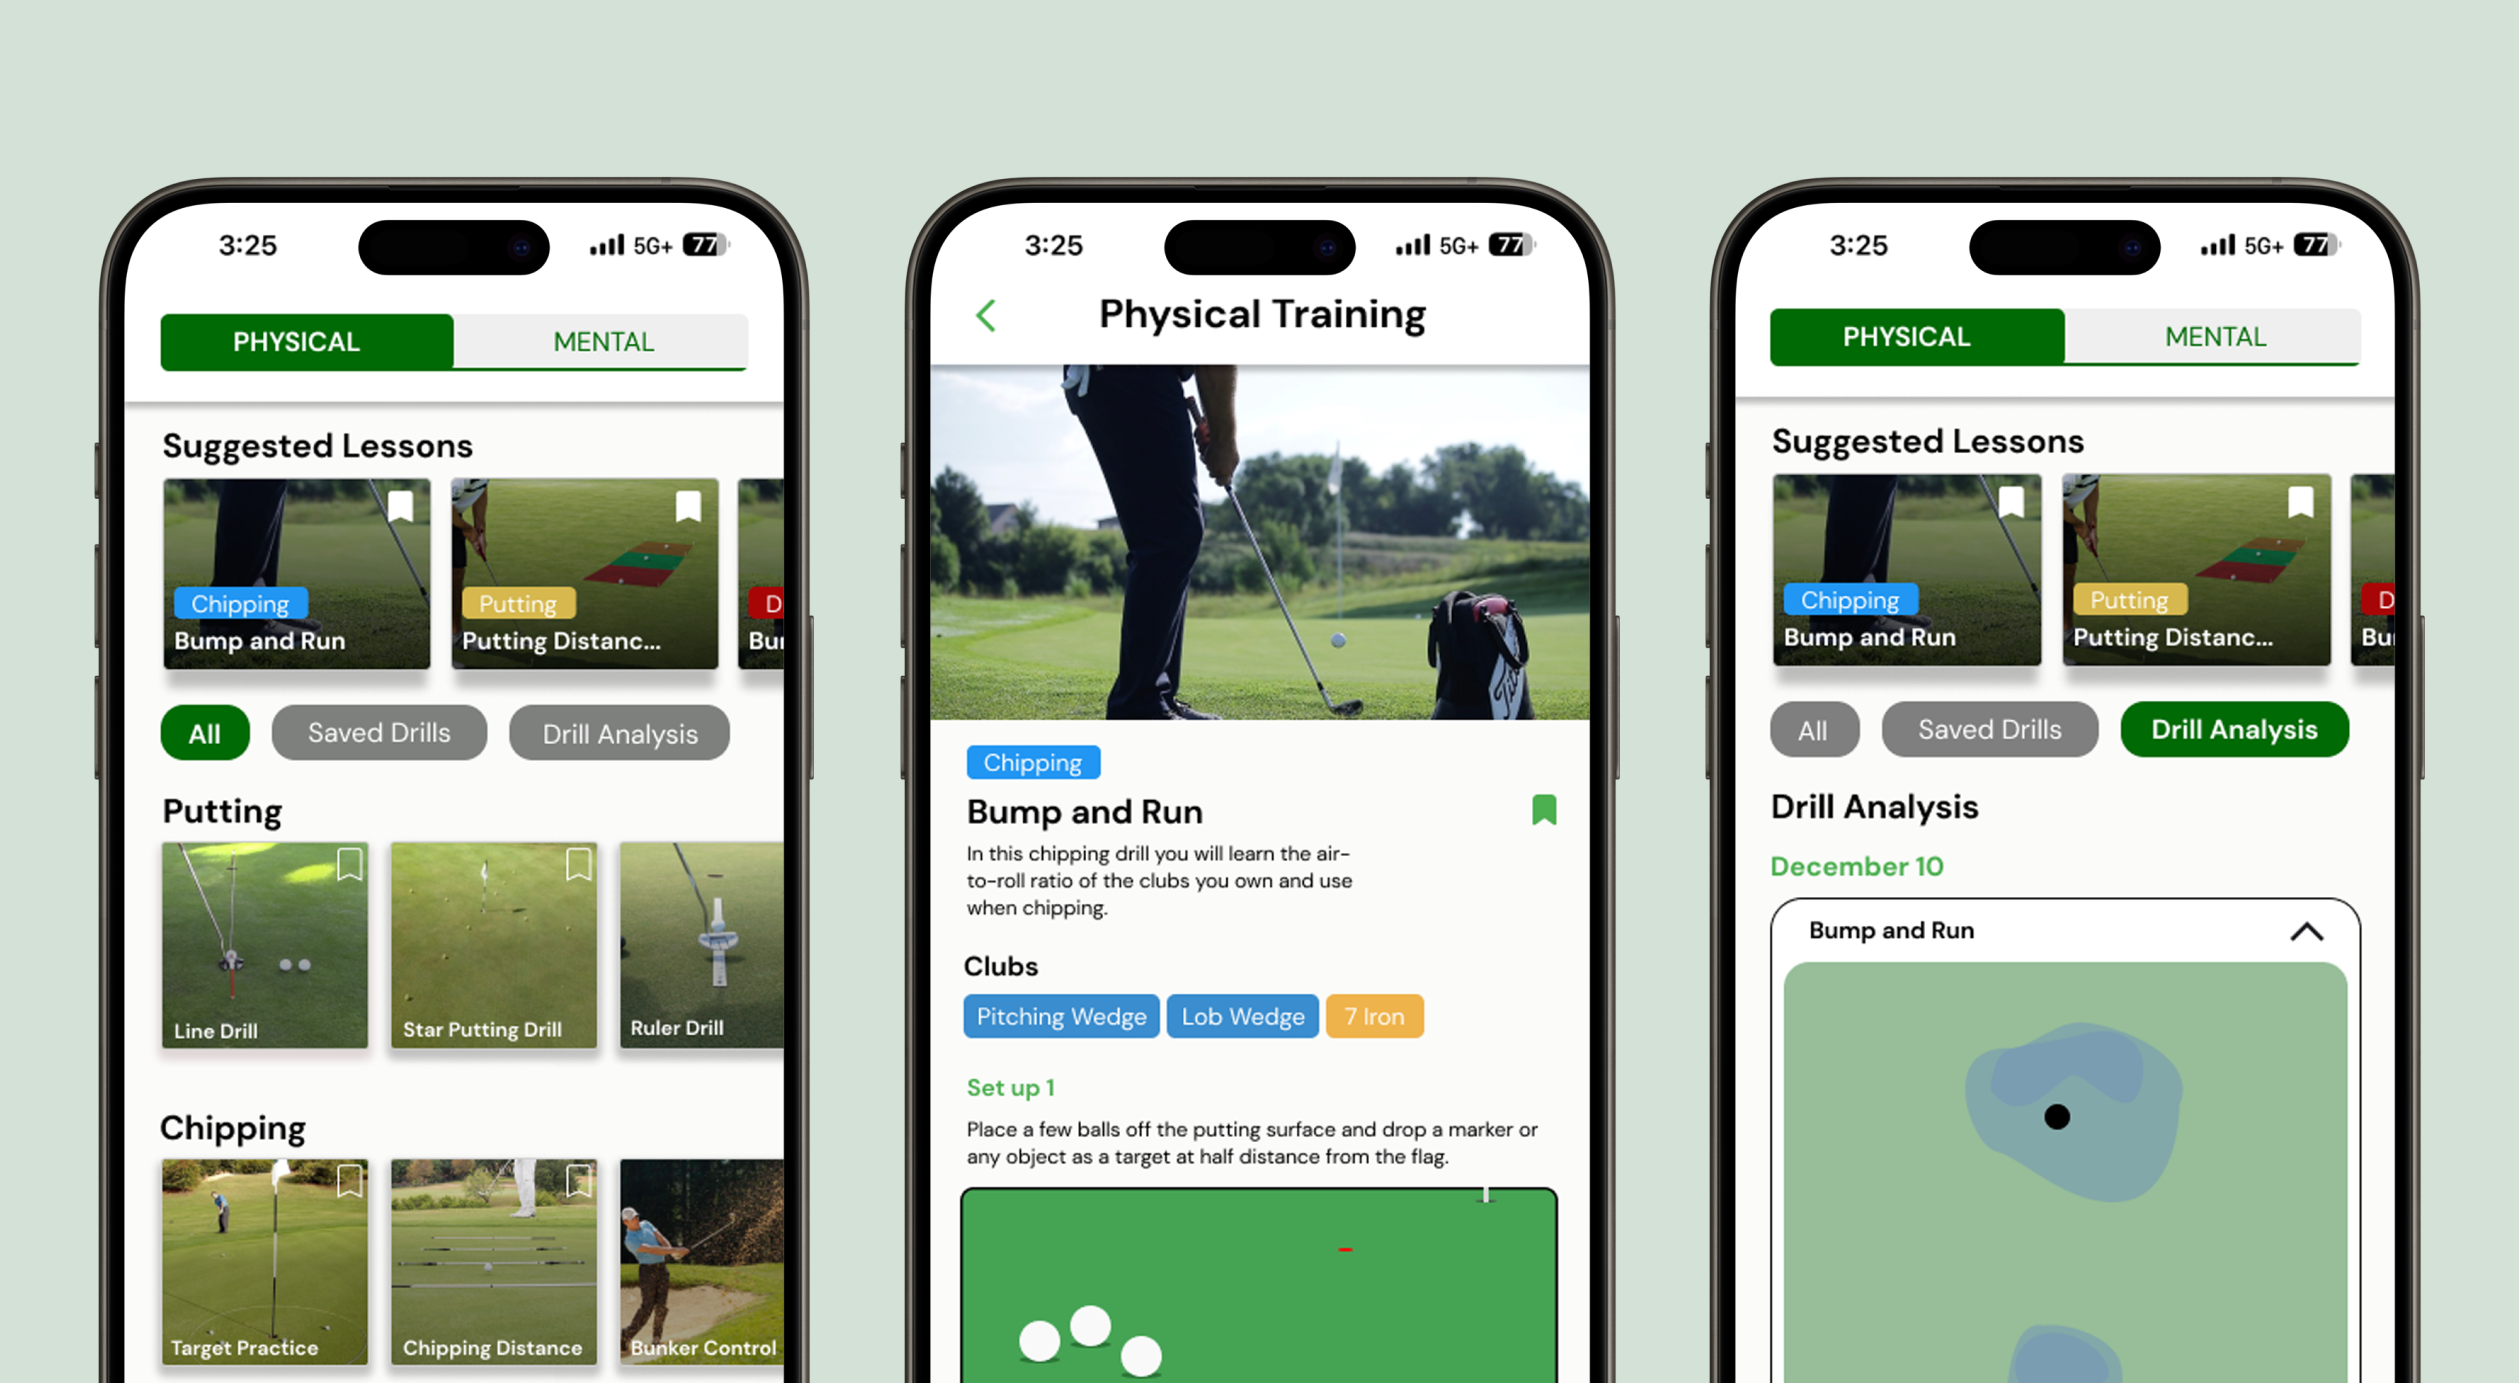 3:25
5G+ 77
PHYSICAL
MENTAL
Suggested Lessons
Chipping
Bump and Run
Putting
Putting Distanc...
D
Bu
All
Saved Drills
Drill Analysis
Putting
Line Drill
Star Putting Drill
Ruler Drill
Chipping
Target Practice
Chipping Distance
Bunker Control
3:25
5G+ 77
Physical Training
Chipping
Bump and Run
In this chipping drill you will learn the air-
to-roll ratio of the clubs you own and use
when chipping.
Clubs
Pitching Wedge
Lob Wedge
7 Iron
Set up 1
Place a few balls off the putting surface and drop a marker or
any object as a target at half distance from the flag.
3:25
5G+ 77
PHYSICAL
MENTAL
Suggested Lessons
Chipping
Bump and Run
Putting
Putting Distanc...
D
Bu
All
Saved Drills
Drill Analysis
Drill Analysis
December 10
Bump and Run